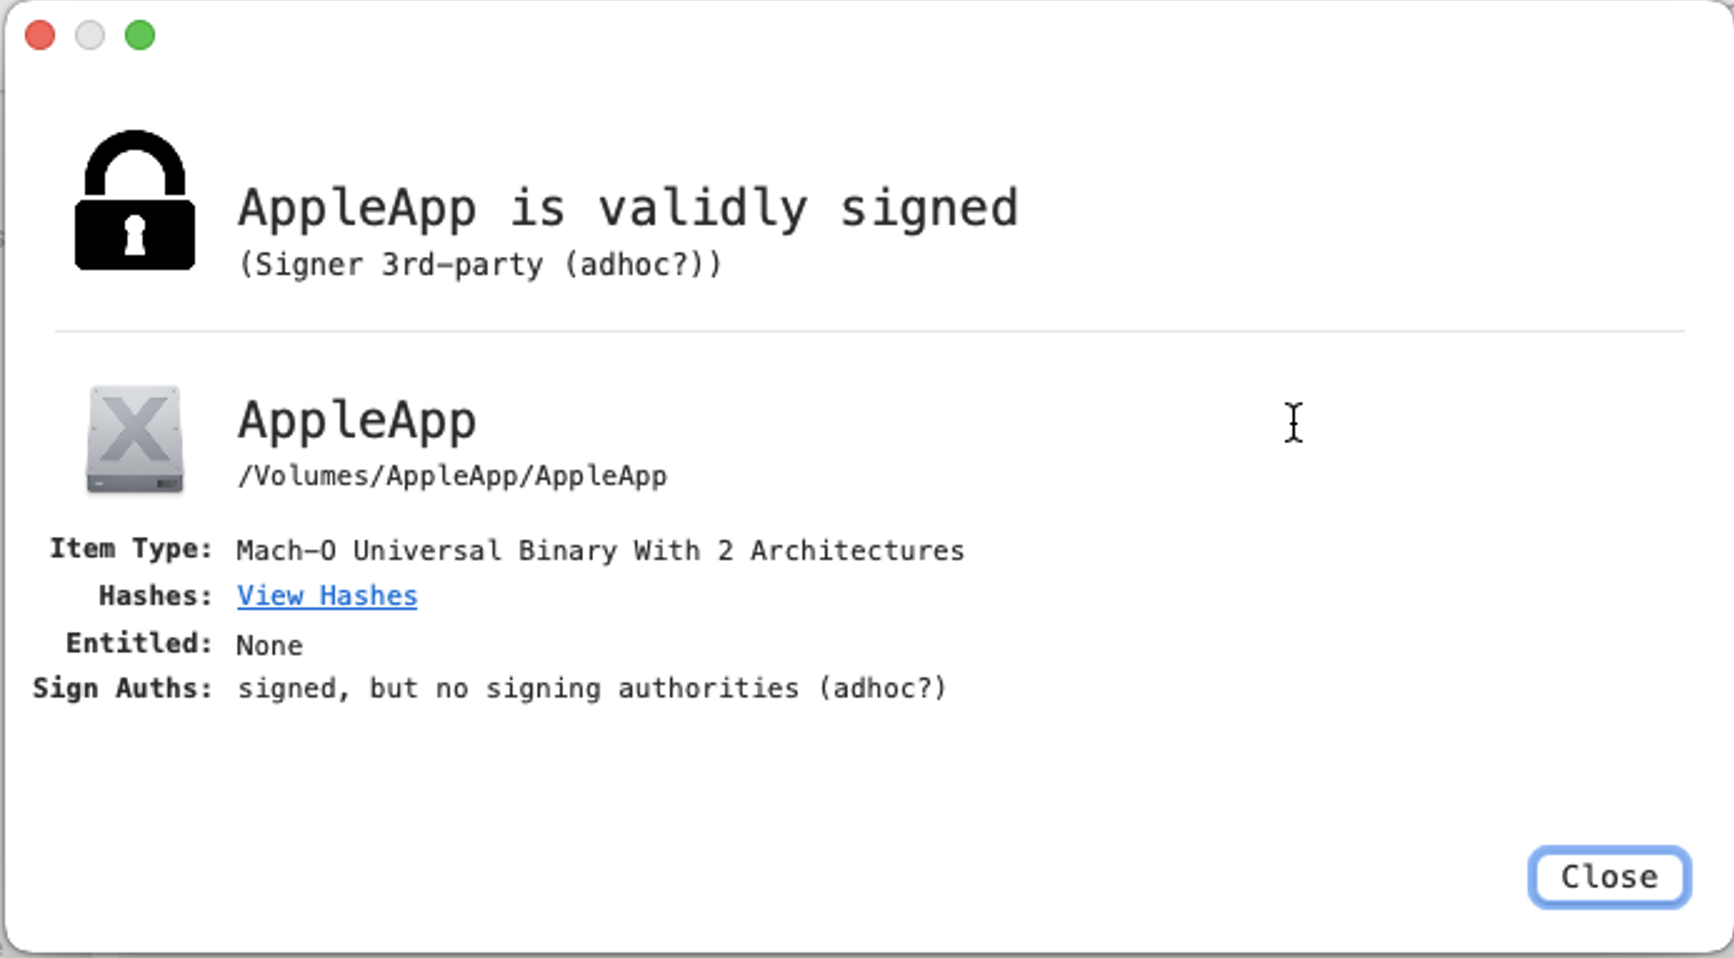 AppleApp is validly signed
(Signer 3rd-party (adhoc?))
AppleApp
/Volumes/AppleApp/AppleApp
Item Type: Mach-O Universal Binary With 2 Architectures
Hashes: View Hashes
Entitled: None
Sign Auths: signed, but no signing authorities (adhoc?)
Close